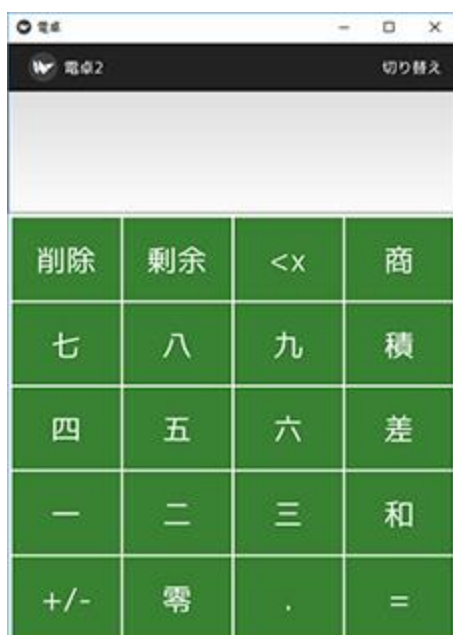 電卓
電卓2 切り替え
削除 剰余 <x 商
七 八 九 積
四 五 六 差
一 二 三 和
+/- 零 . =